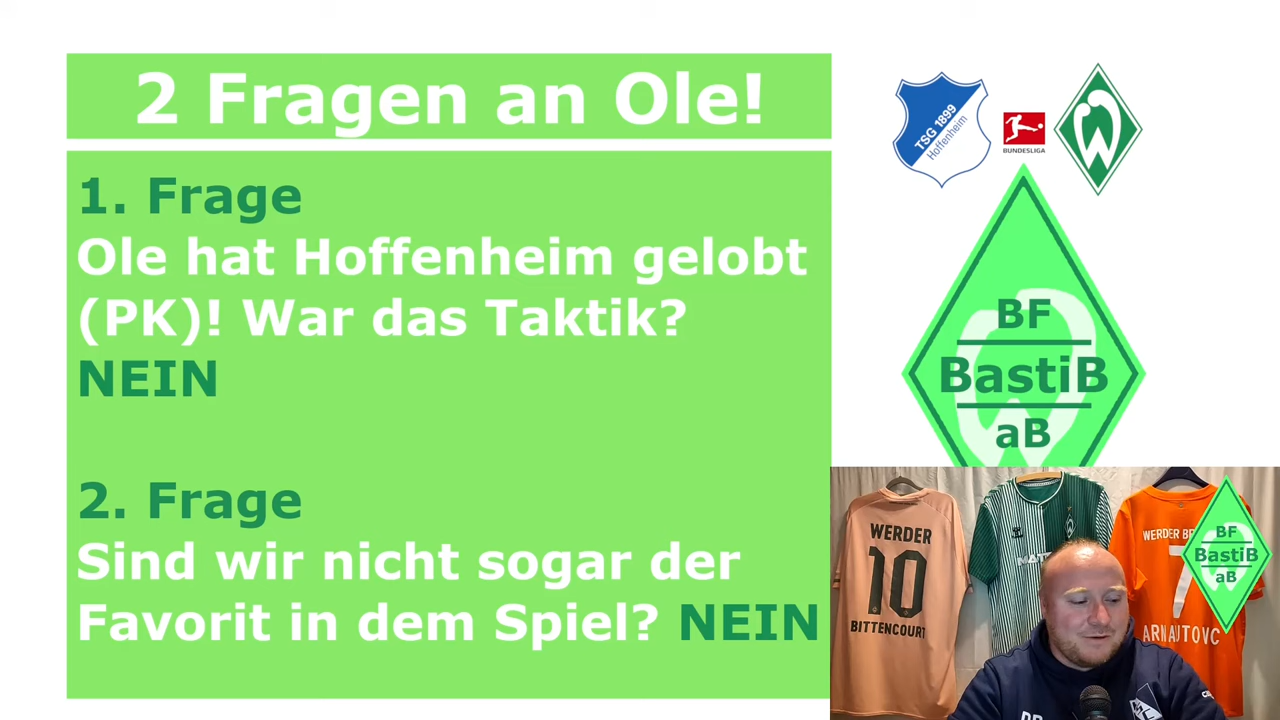 2 Fragen an Ole!
1. Frage
Ole hat Hoffenheim gelobt
(PK)! War das Taktik?
NEIN
2. Frage
Sind wir nicht sogar der
Favorit in dem Spiel? NEIN
TSG 1899
Hoffenheim
BUNDESLIGA
BF
BastiB
aB
WERDER
10
BITTENCOURT
7
BF
BastiB
aB